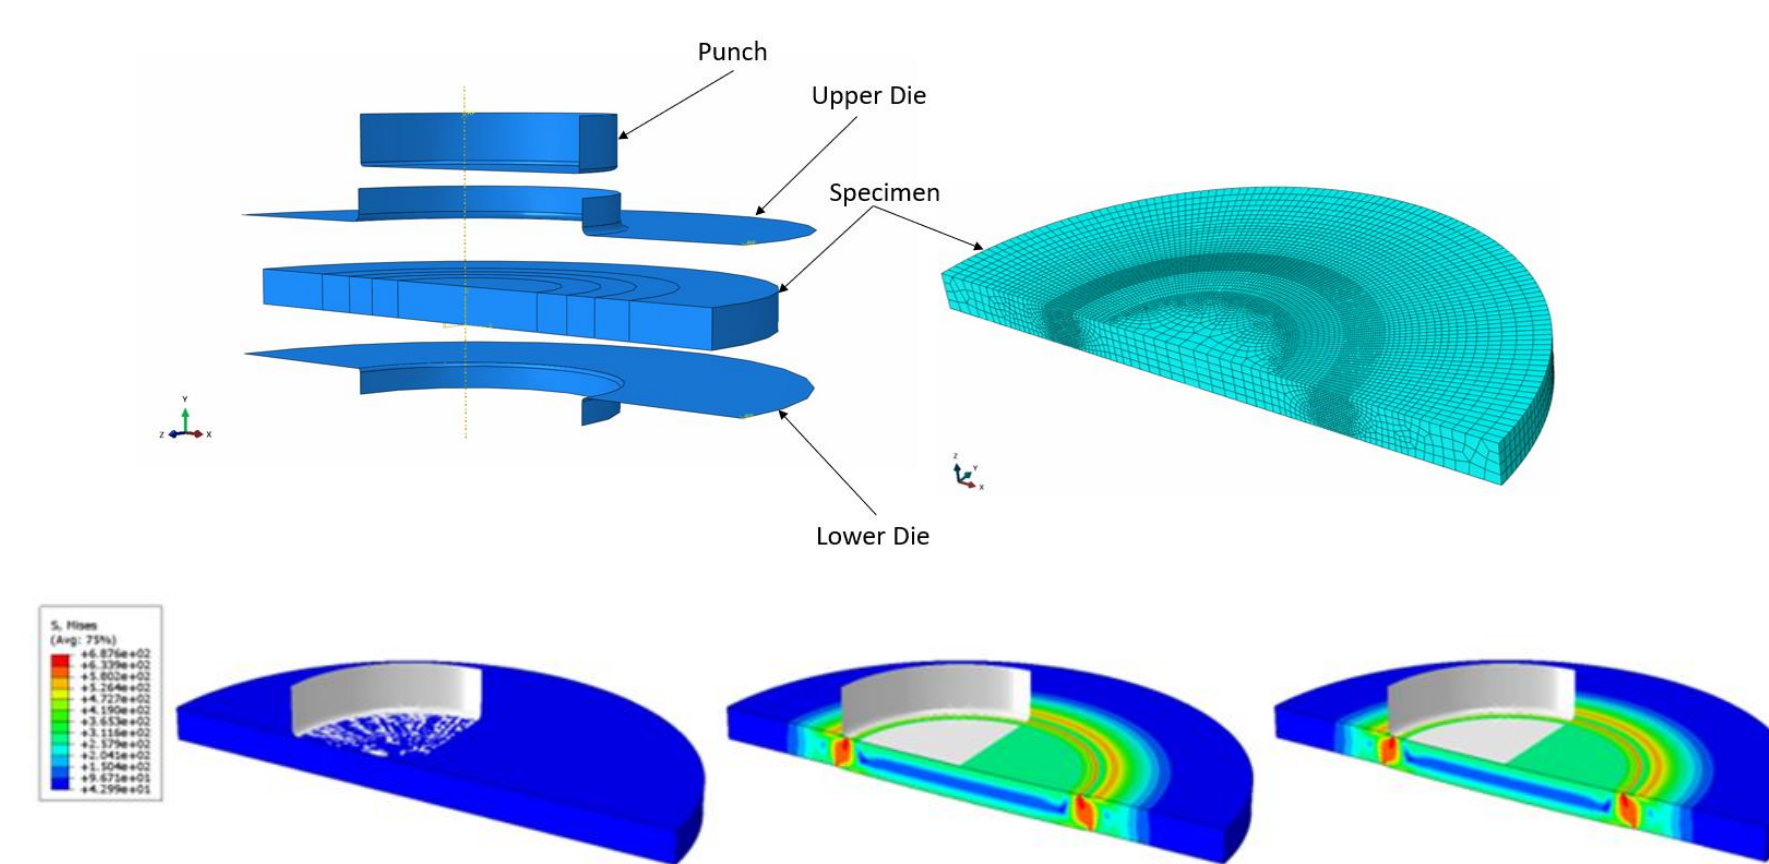 Punch
Upper Die
Specimen
Y
Z
X
Z
Y
X
Lower Die
S, Mises
(Avg: 75%)
+6.876e+02
+6.339e+02
+5.802e+02
+5.264e+02
+4.727e+02
+4.190e+02
+3.653e+02
+3.116e+02
+2.579e+02
+2.041e+02
+1.504e+02
+9.671e+01
+4.299e+01